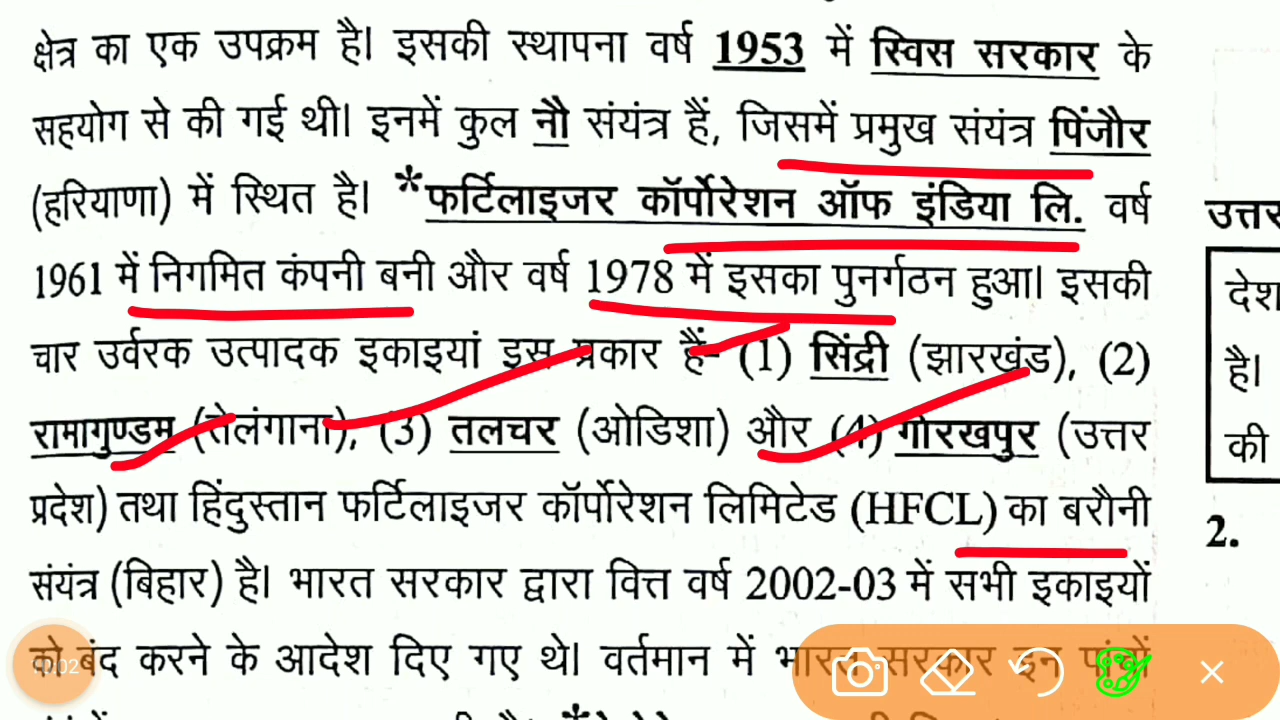 क्षेत्र का एक उपक्रम है। इसकी स्थापना वर्ष 1953 में स्विस सरकार के
सहयोग से की गई थी। इनमें कुल नौ संयंत्र हैं, जिसमें प्रमुख संयंत्र पिंजौर
(हरियाणा) में स्थित है। *फर्टिलाइजर कॉर्पोरेशन ऑफ इंडिया लि. वर्ष
1961 में निगमित कंपनी बनी और वर्ष 1978 में इसका पुनर्गठन हुआ। इसकी
चार उर्वरक उत्पादक इकाइयां इस प्रकार हैं- (1) सिंद्री (झारखंड), (2)
रामागुण्डम (तेलंगाना), (3) तलचर (ओडिशा) और (4) गोरखपुर (उत्तर
प्रदेश) तथा हिंदुस्तान फर्टिलाइजर कॉर्पोरेशन लिमिटेड (HFCL) का बरौनी
संयंत्र (बिहार) है। भारत सरकार द्वारा वित्त वर्ष 2002-03 में सभी इकाइयों
को बंद करने के आदेश दिए गए थे। वर्तमान में भारत सरकार इन पांचों
उत्तर
देश
है।
की
2.